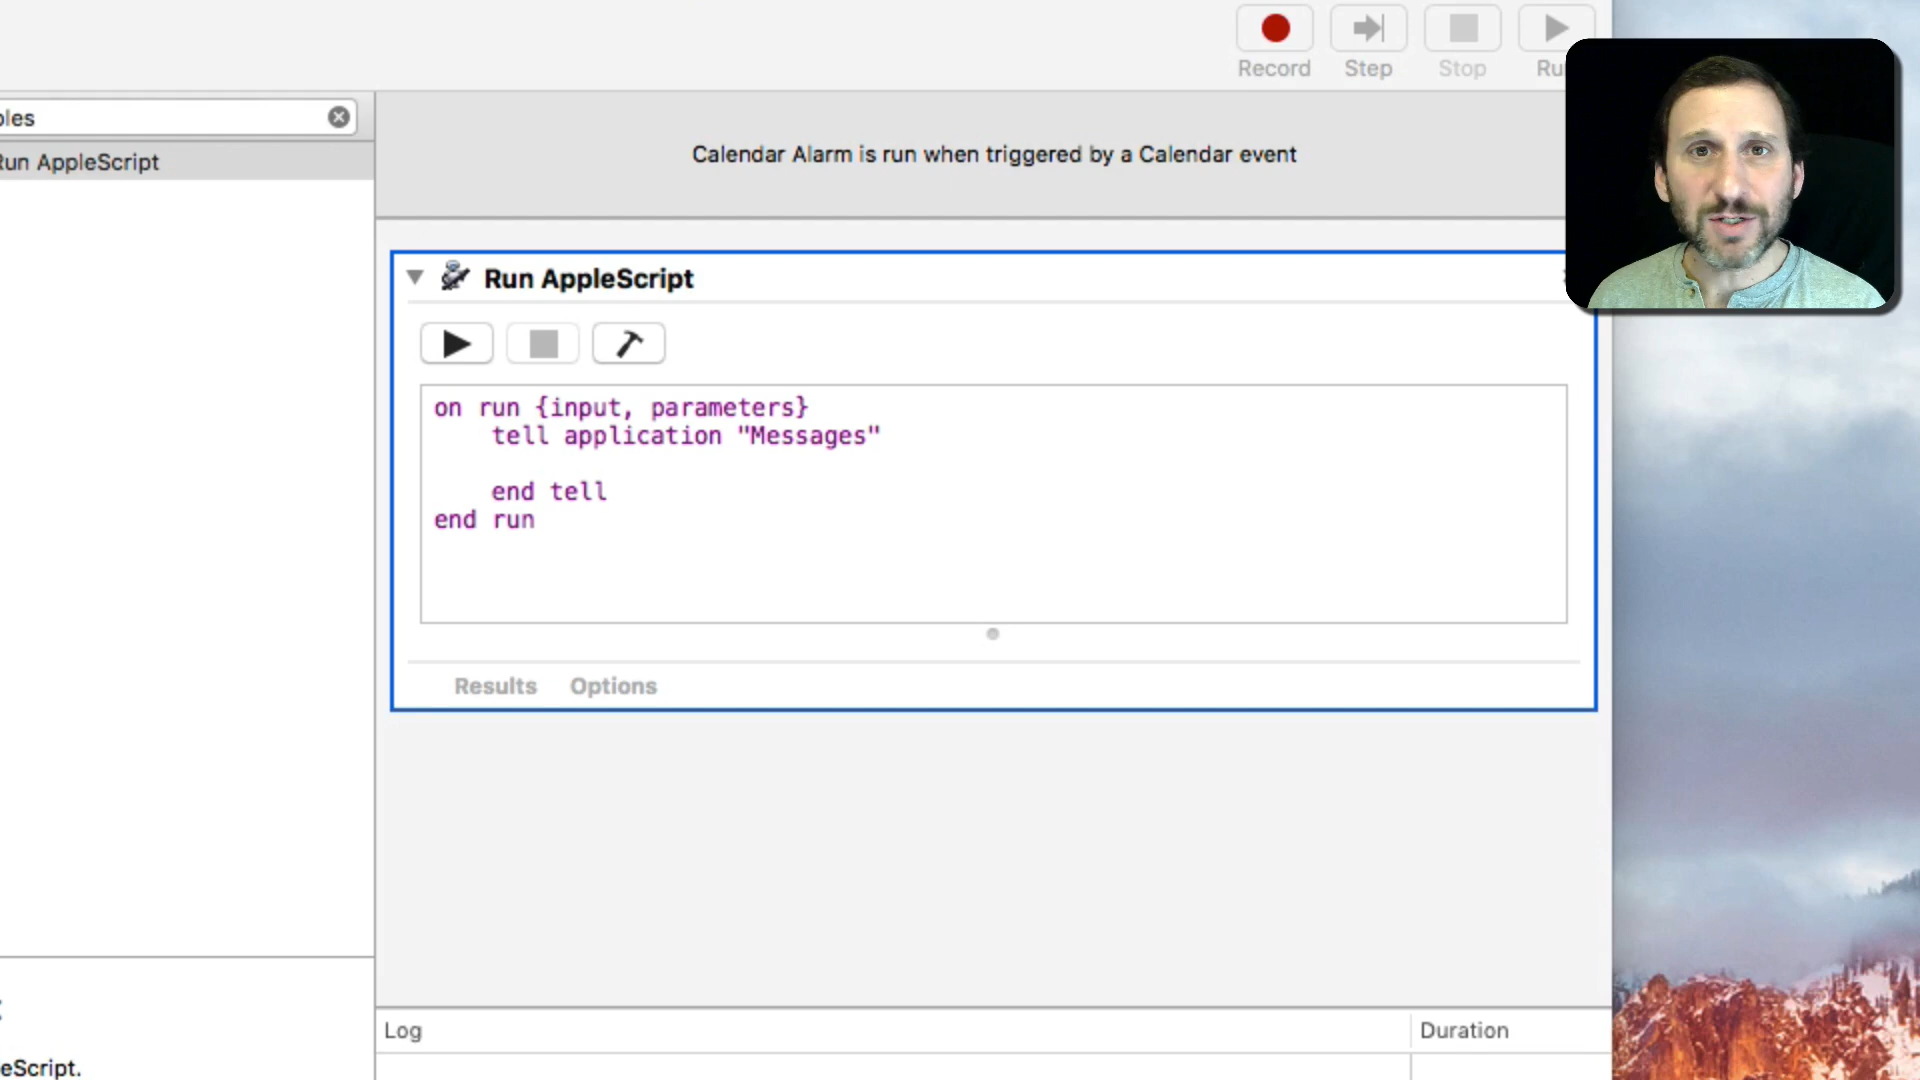 Record Step Stop Ru
oles
Run AppleScript
Calendar Alarm is run when triggered by a Calendar event
Run AppleScript
on run {input, parameters}
tell application "Messages"
end tell
end run
Results Options
Log Duration
eScript.